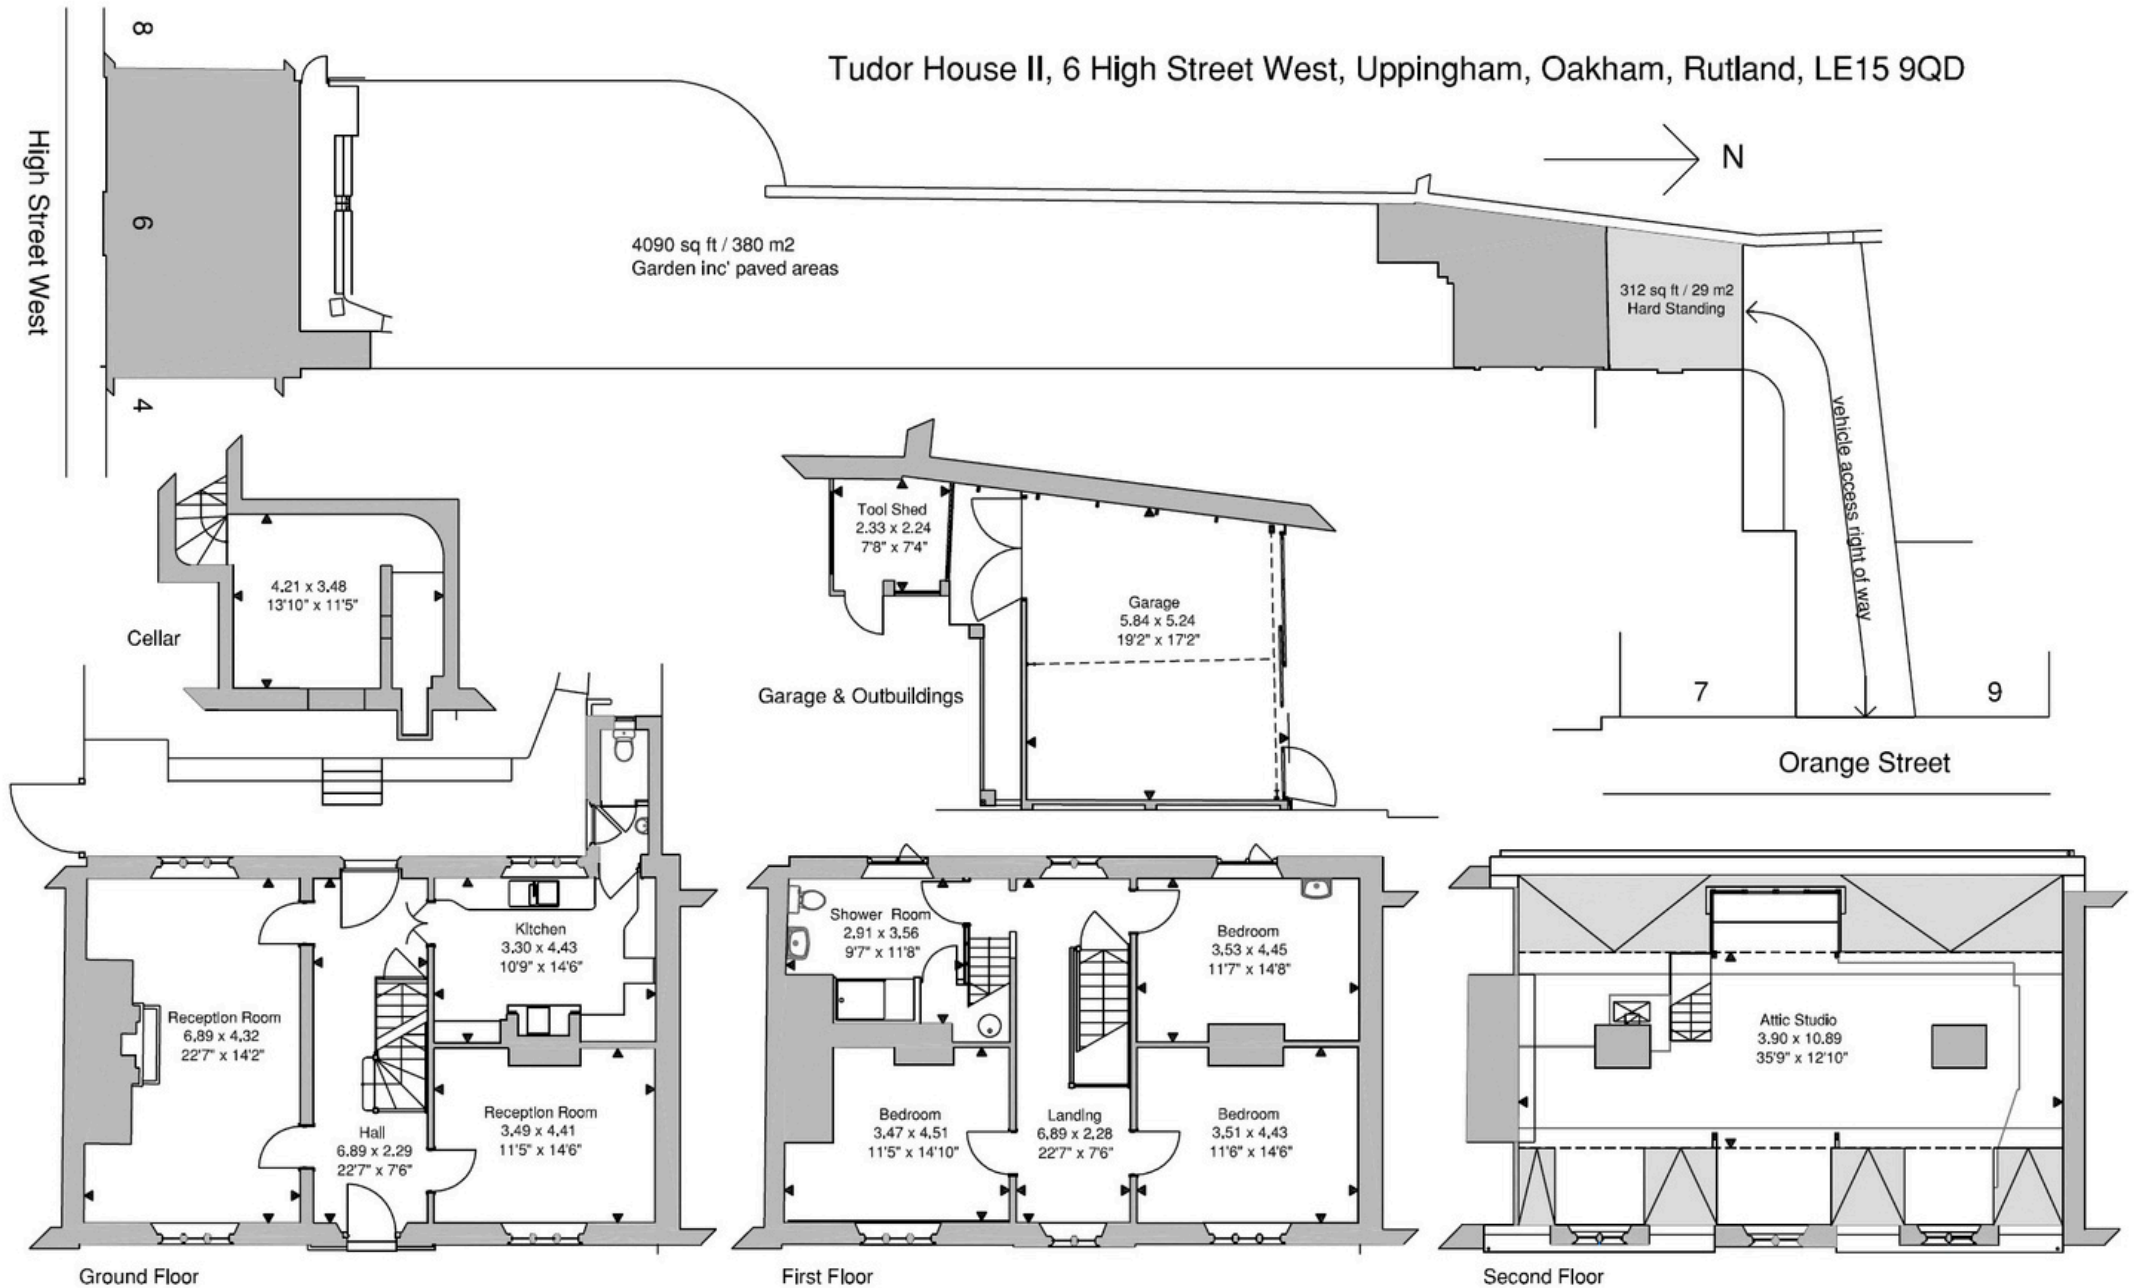 Tudor House II, 6 High Street West, Uppingham, Oakham, Rutland, LE15 9QD
8
High Street West
6
4
N
4090 sq ft / 380 m2
Garden inc' paved areas
312 sq ft / 29 m2
Hard Standing
vehicle access right of way
7
9
Orange Street
4.21 x 3.48
13'10" x 11'5"
Cellar
Tool Shed
2.33 x 2.24
7'8" x 7'4"
Garage
5.84 x 5.24
19'2" x 17'2"
Garage & Outbuildings
Reception Room
6.89 x 4.32
22'7" x 14'2"
Kitchen
3.30 x 4.43
10'9" x 14'6"
Hall
6.89 x 2.29
22'7" x 7'6"
Reception Room
3.49 x 4.41
11'5" x 14'6"
Ground Floor
Shower Room
2.91 x 3.56
9'7" x 11'8"
Bedroom
3.53 x 4.45
11'7" x 14'8"
Bedroom
3.47 x 4.51
11'5" x 14'10"
Landing
6.89 x 2.28
22'7" x 7'6"
Bedroom
3.51 x 4.43
11'6" x 14'6"
First Floor
Attic Studio
3.90 x 10.89
35'9" x 12'10"
Second Floor